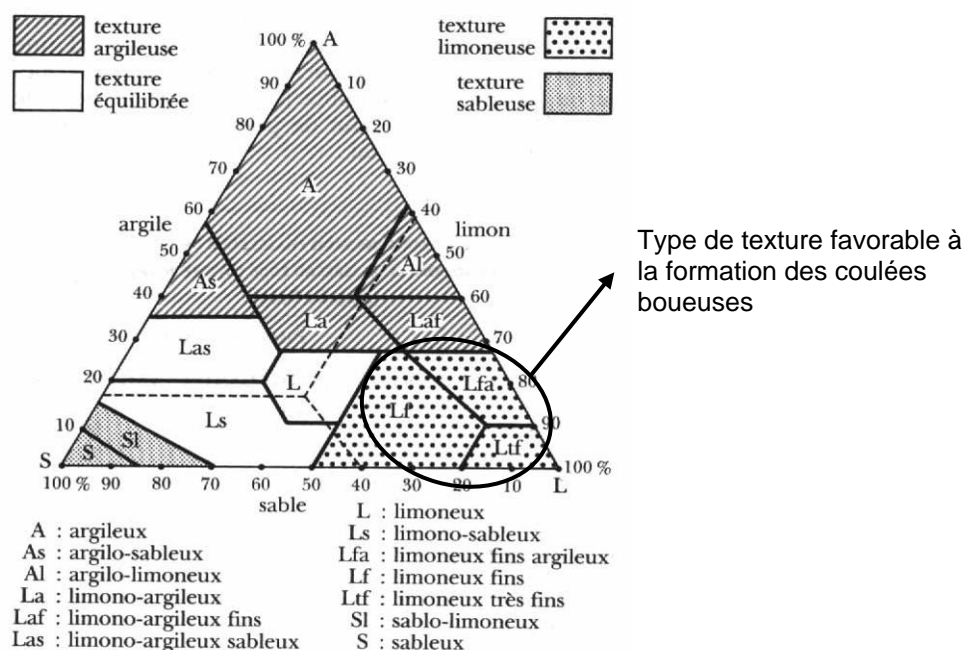 texture
argileuse
texture
équilibrée
texture
limoneuse
texture
sableuse
100 % A
90 10
80 20
70 30
A
60 40
argile limon
50 50
As Al
40 60
La Laf
30 70
Las
L Lfa
20 80
Ls Lf
10 90
S Sl Ltf
S 100 %
L
100 % 90 80 70 60 50 40 30 20 10
sable
A : argileux
As : argilo-sableux
Al : argilo-limoneux
La : limono-argileux
Laf : limono-argileux fins
Las : limono-argileux sableux
L : limoneux
Ls : limono-sableux
Lfa : limoneux fins argileux
Lf : limoneux fins
Ltf : limoneux très fins
Sl : sablo-limoneux
S : sableux
Type de texture favorable à
la formation des coulées
boueuses